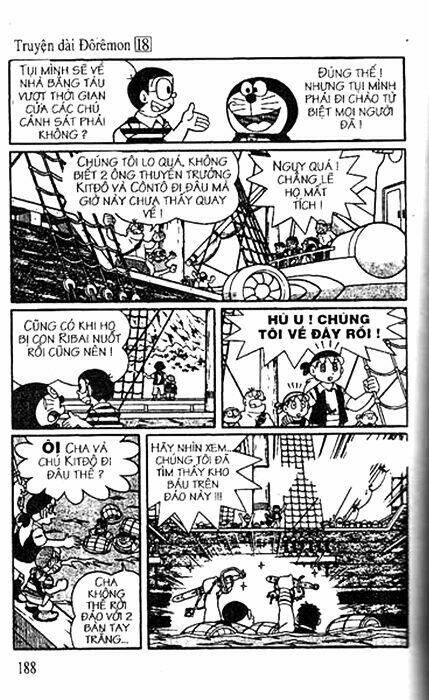 Truyện dài Đôrêmon 18
TỤI MÌNH SẼ VỀ
NHÀ BẰNG TÀU
VƯỢT THỜI GIAN
CỦA CÁC CHÚ
CẢNH SÁT PHẢI
KHÔNG ?
ĐÚNG THẾ !
NHƯNG TỤI MÌNH
PHẢI ĐI CHÀO TỪ
BIỆT MỌI NGƯỜI
ĐÃ !
CHÚNG TÔI LO QUÁ, KHÔNG
BIẾT 2 ÔNG THUYỀN TRƯỞNG
KITĐÔ VÀ CÔNTÔ ĐI ĐÂU MÀ
GIỜ NÀY CHƯA THẤY QUAY
VỀ !
NGUY QUÁ !
CHẲNG LẼ
HỌ MẤT
TÍCH !
CŨNG CÓ KHI HỌ
BỊ CON RIBAI NUỐT
RỒI CŨNG NÊN !
HÚ U ! CHÚNG
TÔI VỀ ĐÂY RỒI !
ÔI CHA VÀ
CHÚ KITĐÔ ĐI
ĐÂU THẾ ?
CHA
KHÔNG
THỂ RỜI
ĐẢO VỚI 2
BÀN TAY
TRẮNG...
HÃY NHÌN XEM...
CHÚNG TÔI ĐÃ
TÌM THẤY KHO
BÁU TRÊN
ĐẢO NÀY !!!
188